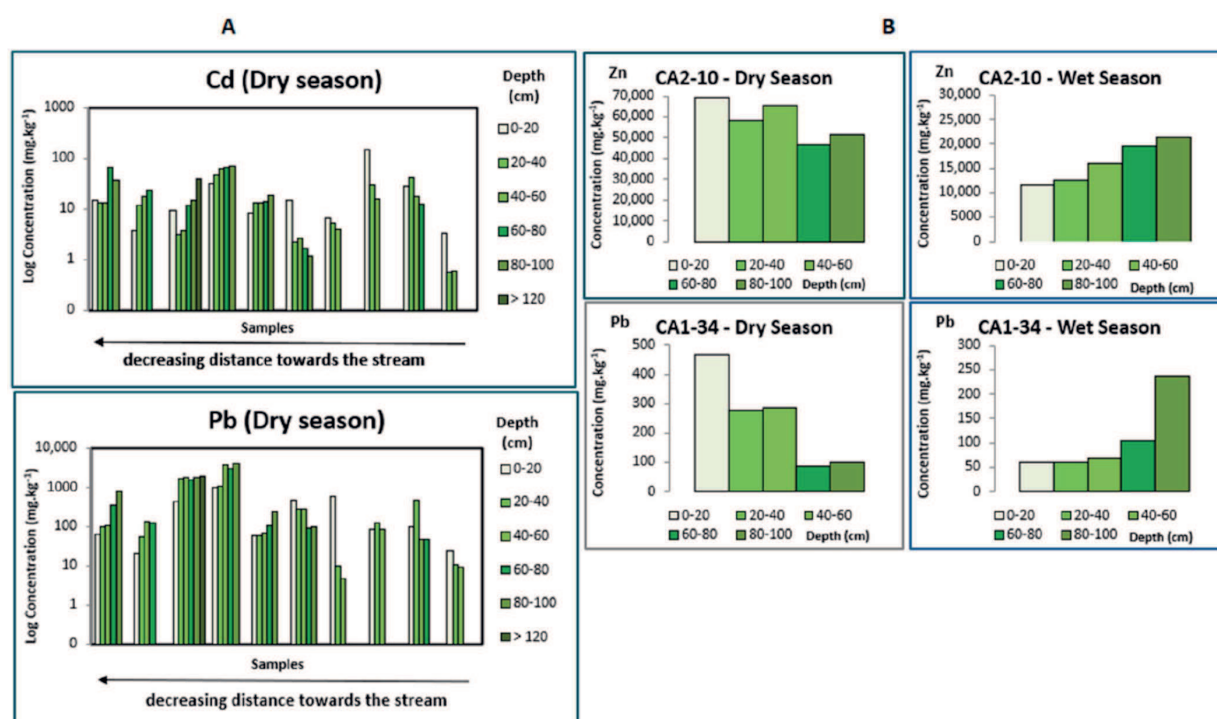 A
B
Cd (Dry season)
Log Concentration (mg.kg-1)
1000
100
10
1
0
Samples
decreasing distance towards the stream
Depth
(cm)
0-20
20-40
40-60
60-80
80-100
> 120
Pb (Dry season)
Log Concentration (mg.kg-1)
10,000
1000
100
10
1
0
Samples
decreasing distance towards the stream
Depth
(cm)
0-20
20-40
40-60
60-80
80-100
> 120
Zn
CA2-10 - Dry Season
Concentration (mg.kg-1)
70,000
60,000
50,000
40,000
30,000
20,000
10,000
0
0-20 20-40 40-60
60-80 80-100 Depth (cm)
Zn
CA2-10 - Wet Season
Concentration (mg.kg-1)
30,000
25,000
20,000
15,000
10,000
5000
0
0-20 20-40 40-60
60-80 80-100 Depth (cm)
Pb
CA1-34 - Dry Season
Concentration (mg.kg-1)
500
400
300
200
100
0
0-20 20-40 40-60
60-80 80-100 Depth (cm)
Pb
CA1-34 - Wet Season
Concentration (mg.kg-1)
300
250
200
150
100
50
0
0-20 20-40 40-60
60-80 80-100 Depth (cm)